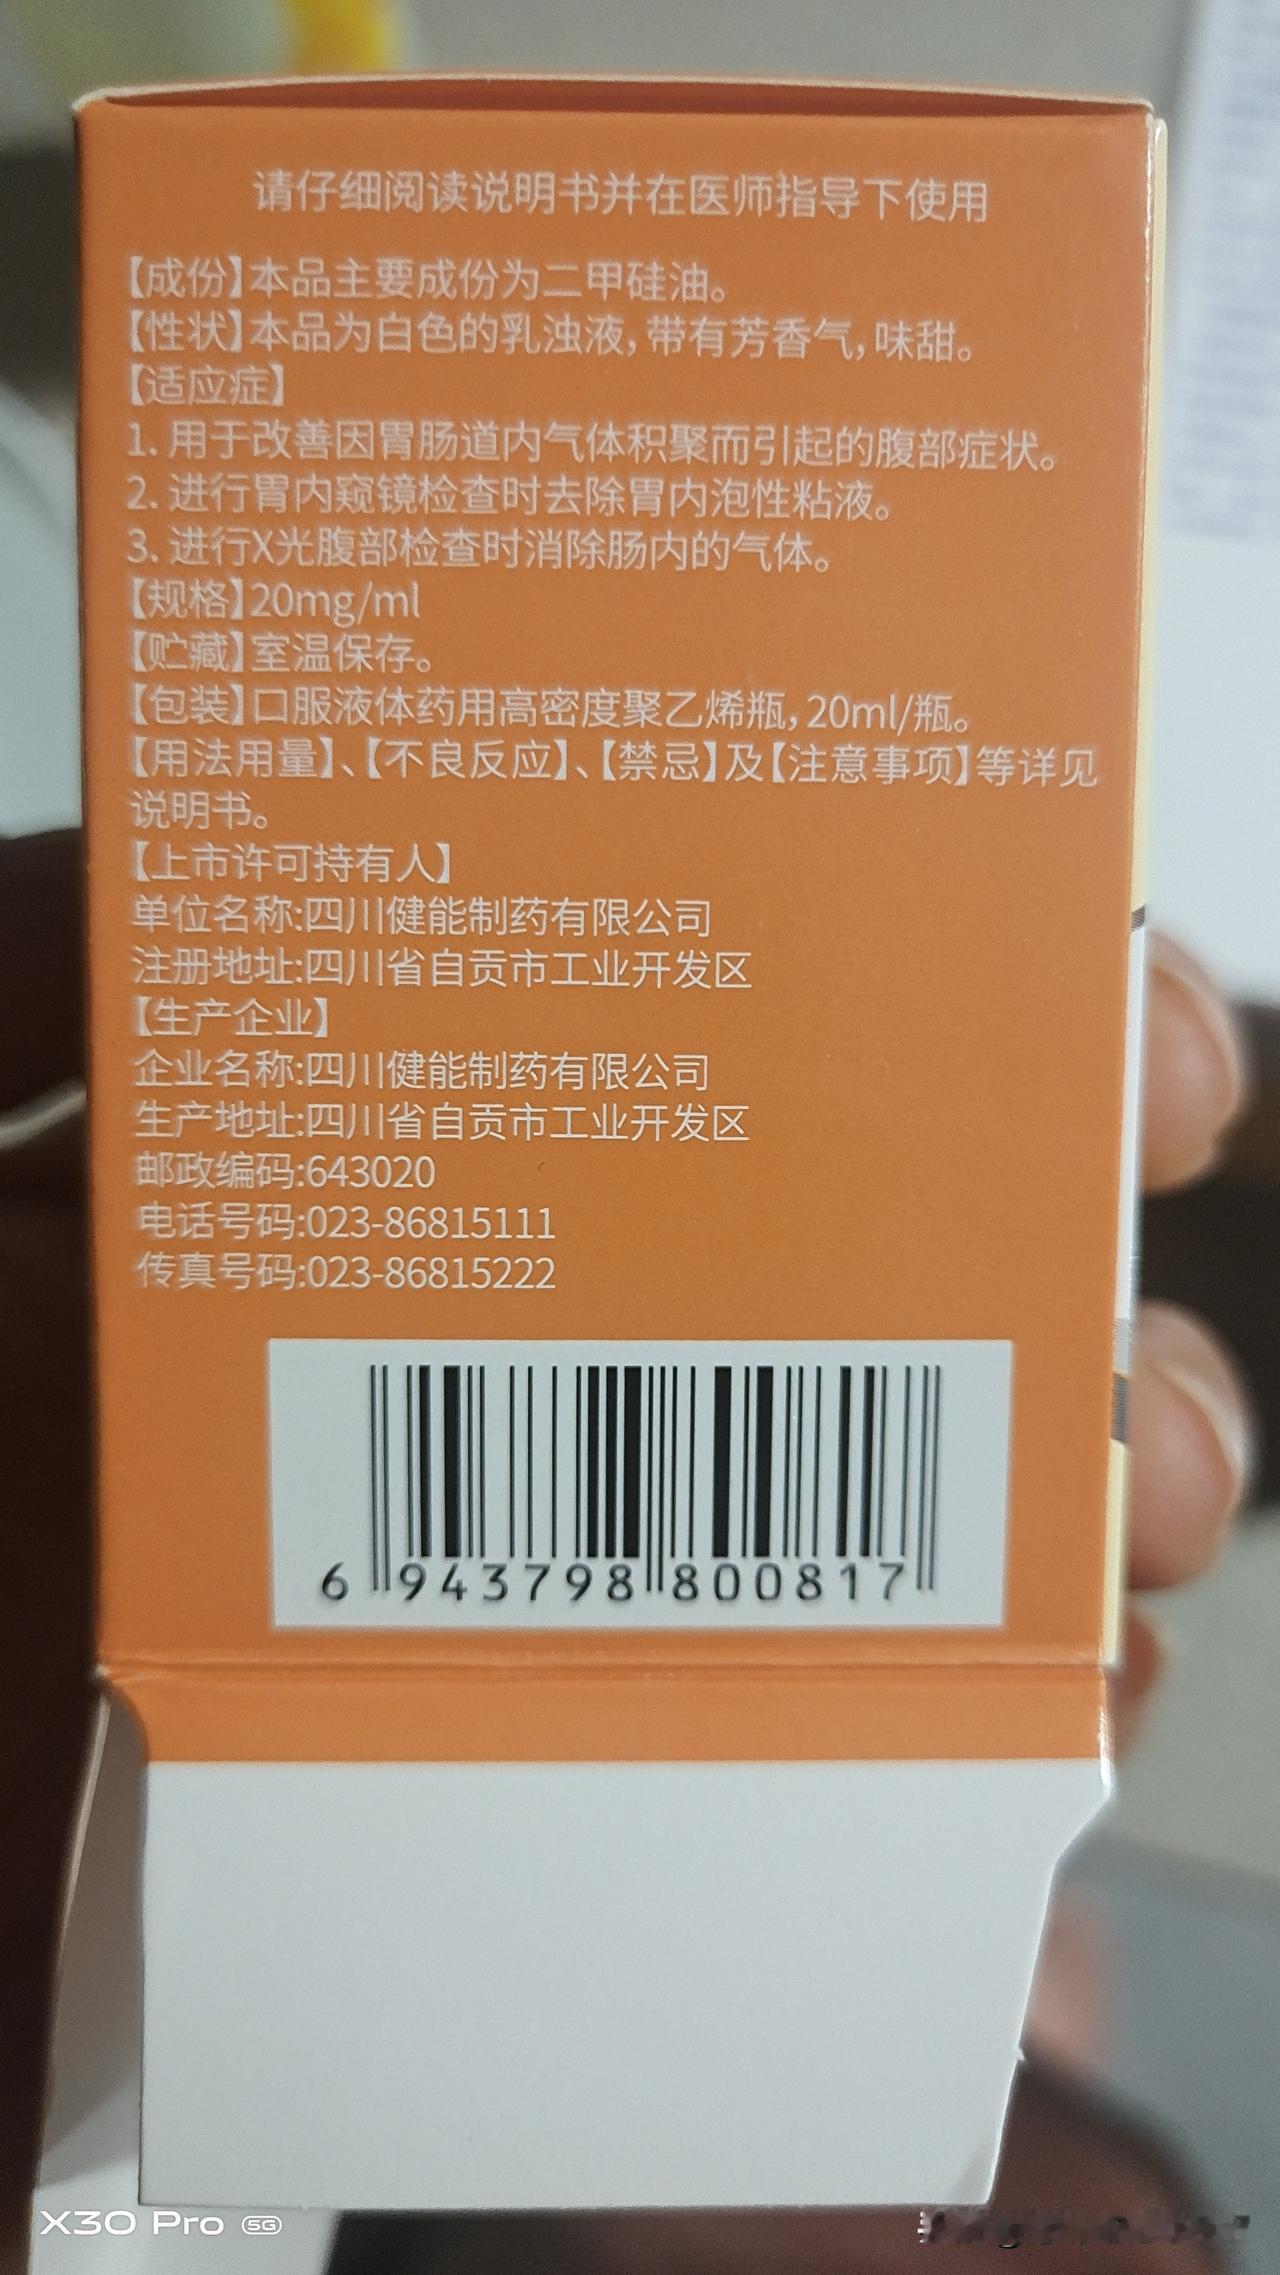 请仔细阅读说明书并在医师指导下使用
【成份】本品主要成份为二甲硅油。
【性状】本品为白色的乳浊液,带有芳香气,味甜。
【适应症】
1. 用于改善因胃肠道内气体积聚而引起的腹部症状。
2. 进行胃内窥镜检查时去除胃内泡性粘液。
3. 进行X光腹部检查时消除肠内的气体。
【规格】20mg/ml
【贮藏】室温保存。
【包装】口服液体药用高密度聚乙烯瓶,20ml/瓶。
【用法用量】、【不良反应】、【禁忌】及【注意事项】等详见
说明书。
【上市许可持有人】
单位名称:四川健能制药有限公司
注册地址:四川省自贡市工业开发区
【生产企业】
企业名称:四川健能制药有限公司
生产地址:四川省自贡市工业开发区
邮政编码:643020
电话号码:023-86815111
传真号码:023-86815222
6 943798 800817
X30 Pro 5G